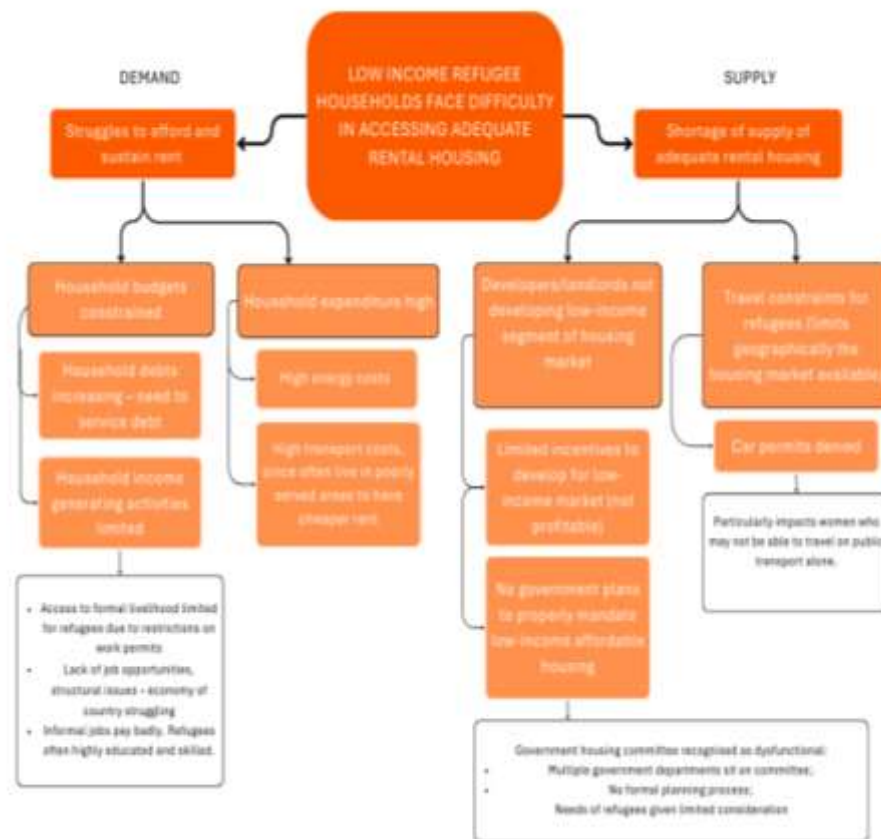 DEMAND
LOW INCOME REFUGEE
HOUSEHOLDS FACE DIFFICULTY
IN ACCESSING ADEQUATE
RENTAL HOUSING
SUPPLY
Struggles to afford and
sustain rent
Shortage of supply of
adequate rental housing
Household budgets
constrained
Household expenditure high
Developers/landlords not
developing low-income
segment of housing
market
Travel constraints for
refugees (limits
geographically the
housing market available)
Household debts
increasing – need to
service debt
High energy costs
Household income
generating activities
limited
High transport costs,
since often live in poorly
served areas to have
cheaper rent
Limited incentives to
develop for low-
income market (not
profitable)
Car permits denied
Particularly impacts women who
may not be able to travel on public
transport alone.
No government plans
to properly mandate
low-income affordable
housing
• Access to formal livelihood limited
for refugees due to restrictions on
work permits
• Lack of job opportunities,
structural issues – economy of
country struggling
• Informal jobs pay badly. Refugees
often highly educated and skilled.
Government housing committee recognised as dysfunctional:
• Multiple government departments sit on committee;
• No formal planning process;
Needs of refugees given limited consideration